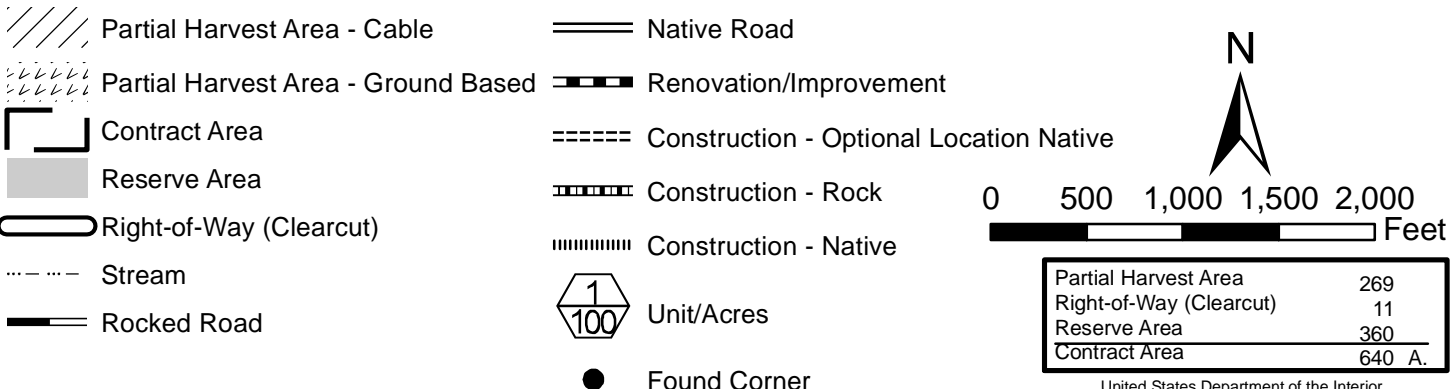 Partial Harvest Area - Cable
Partial Harvest Area - Ground Based
Contract Area
Reserve Area
Right-of-Way (Clearcut)
Stream
Rocked Road
Native Road
Renovation/Improvement
Construction - Optional Location Native
Construction - Rock
Construction - Native
1
100
Unit/Acres
Found Corner
N
0 500 1,000 1,500 2,000
Feet
Partial Harvest Area 269
Right-of-Way (Clearcut) 11
Reserve Area 360
Contract Area 640 A.
United States Department of the Interior